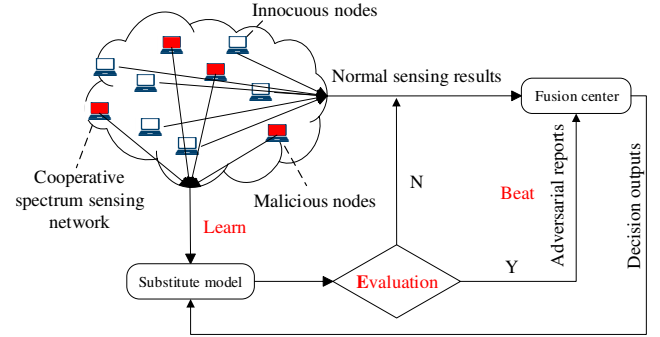 Innocuous nodes
Normal sensing results
Fusion center
Cooperative
spectrum sensing
network
Malicious nodes
N
Beat
Adversarial reports
Decision outputs
Learn
Substitute model
Evaluation
Y